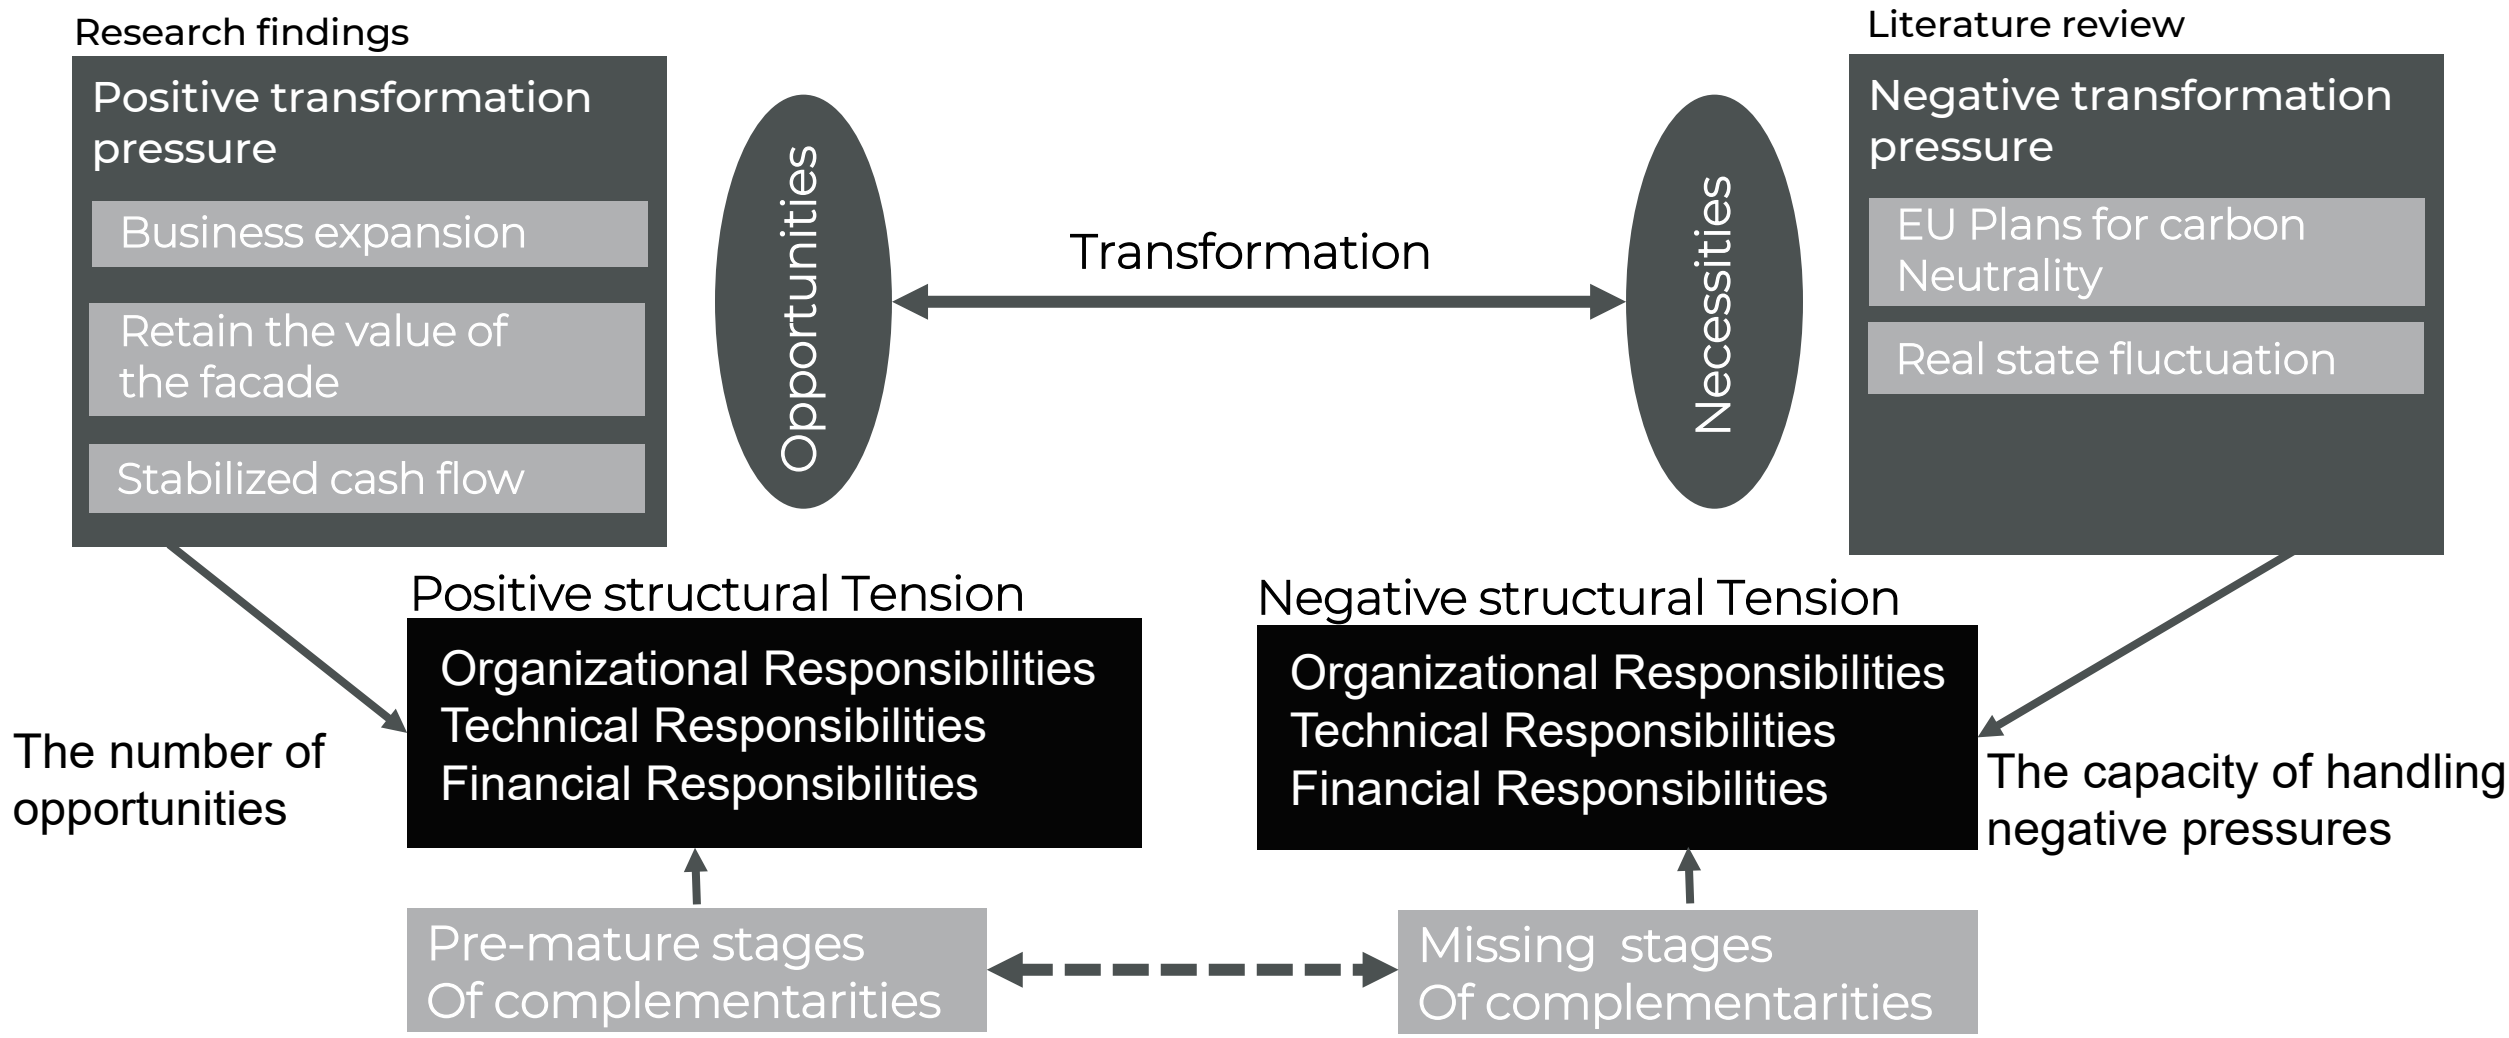 Research findings
Positive transformation
pressure
Business expansion
Retain the value of
the facade
Stabilized cash flow
Opportunities
Transformation
Necessities
Literature review
Negative transformation
pressure
EU Plans for carbon
Neutrality
Real state fluctuation
Positive structural Tension
Organizational Responsibilities
Technical Responsibilities
Financial Responsibilities
Negative structural Tension
Organizational Responsibilities
Technical Responsibilities
Financial Responsibilities
The number of
opportunities
The capacity of handling
negative pressures
Pre-mature stages
Of complementarities
Missing  stages
Of complementarities